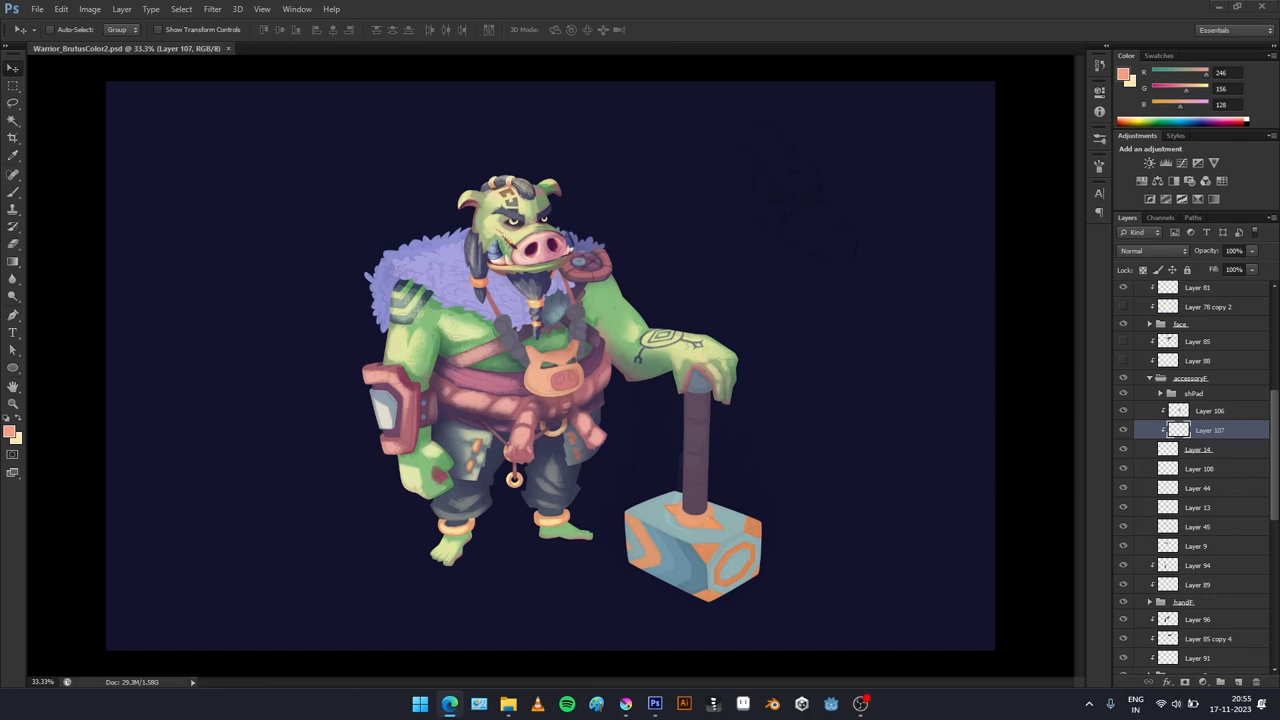 Ps File Edit Image Layer Type Select Filter 3D View Window Help
Auto-Select: Group Show Transform Controls 3D Mode: Essentials
Warrior_BrutusColor2.psd @ 33.3% (Layer 107, RGB/8) ×
Color Swatches
R 246
G 156
B 128
Adjustments Styles
Add an adjustment
Layers Channels Paths
Kind
Normal Opacity: 100%
Lock: Fill: 100%
Layer 81
Layer 78 copy 2
face
Layer 85
Layer 88
accessoryF
shPad
Layer 106
Layer 107
Layer 14
Layer 108
Layer 44
Layer 13
Layer 45
Layer 9
Layer 94
Layer 89
handF
Layer 96
Layer 85 copy 4
Layer 91
33.33% Doc: 29.3M/1.58G
fx
Ps Ai
ENG
IN
20:55
17-11-2023